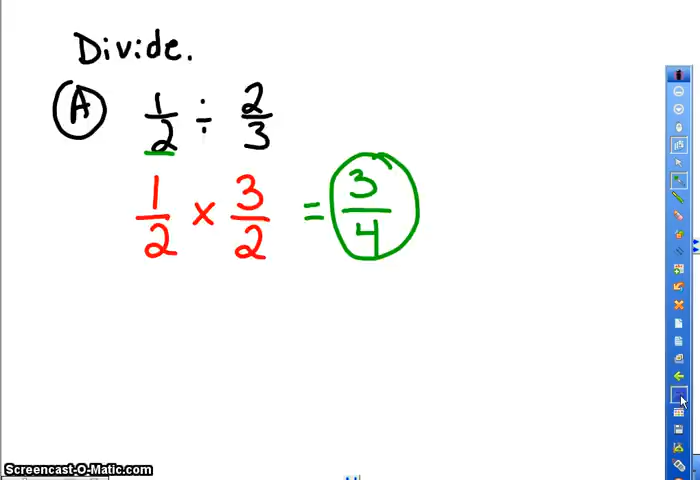 Divide.
A 1/2 ÷ 2/3
1/2 × 3/2 = 3/4
Screencast-O-Matic.com